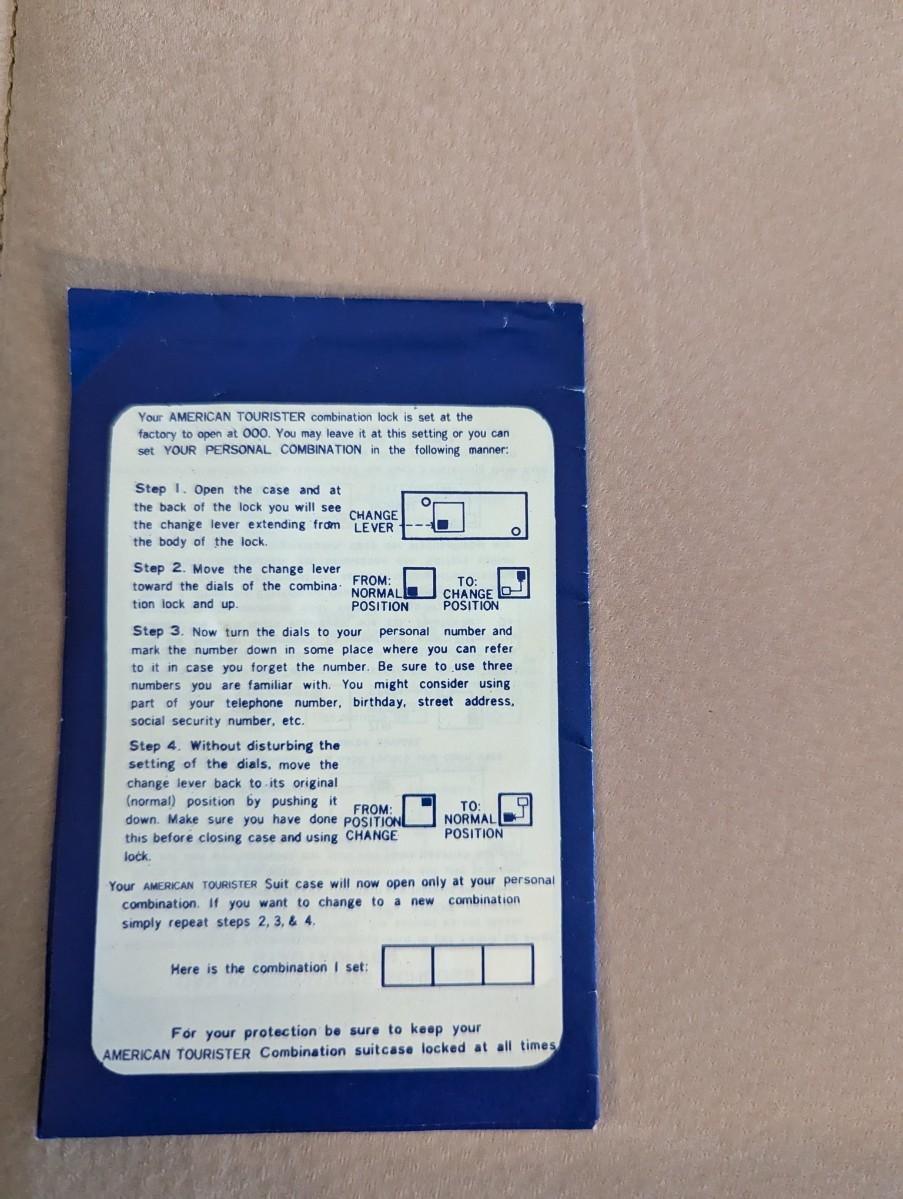 Your AMERICAN TOURISTER combination lock is set at the
factory to open at 000. You may leave it at this setting or you can
set YOUR PERSONAL COMBINATION in the following manner:
Step 1. Open the case and at
the back of the lock you will see
the change lever extending from
the body of the lock.
CHANGE
LEVER
Step 2. Move the change lever
toward the dials of the combina-
tion lock and up.
FROM:
NORMAL
POSITION
TO:
CHANGE
POSITION
Step 3. Now turn the dials to your personal number and
mark the number down in some place where you can refer
to it in case you forget the number. Be sure to use three
numbers you are familiar with. You might consider using
part of your telephone number, birthday, street address,
social security number, etc.
Step 4. Without disturbing the
setting of the dials, move the
change lever back to its original
(normal) position by pushing it
down. Make sure you have done
this before closing case and using
lock.
FROM:
POSITION
CHANGE
TO:
NORMAL
POSITION
Your AMERICAN TOURISTER Suit case will now open only at your personal
combination. If you want to change to a new combination
simply repeat steps 2, 3, & 4.
Here is the combination I set:
For your protection be sure to keep your
AMERICAN TOURISTER Combination suitcase locked at all times